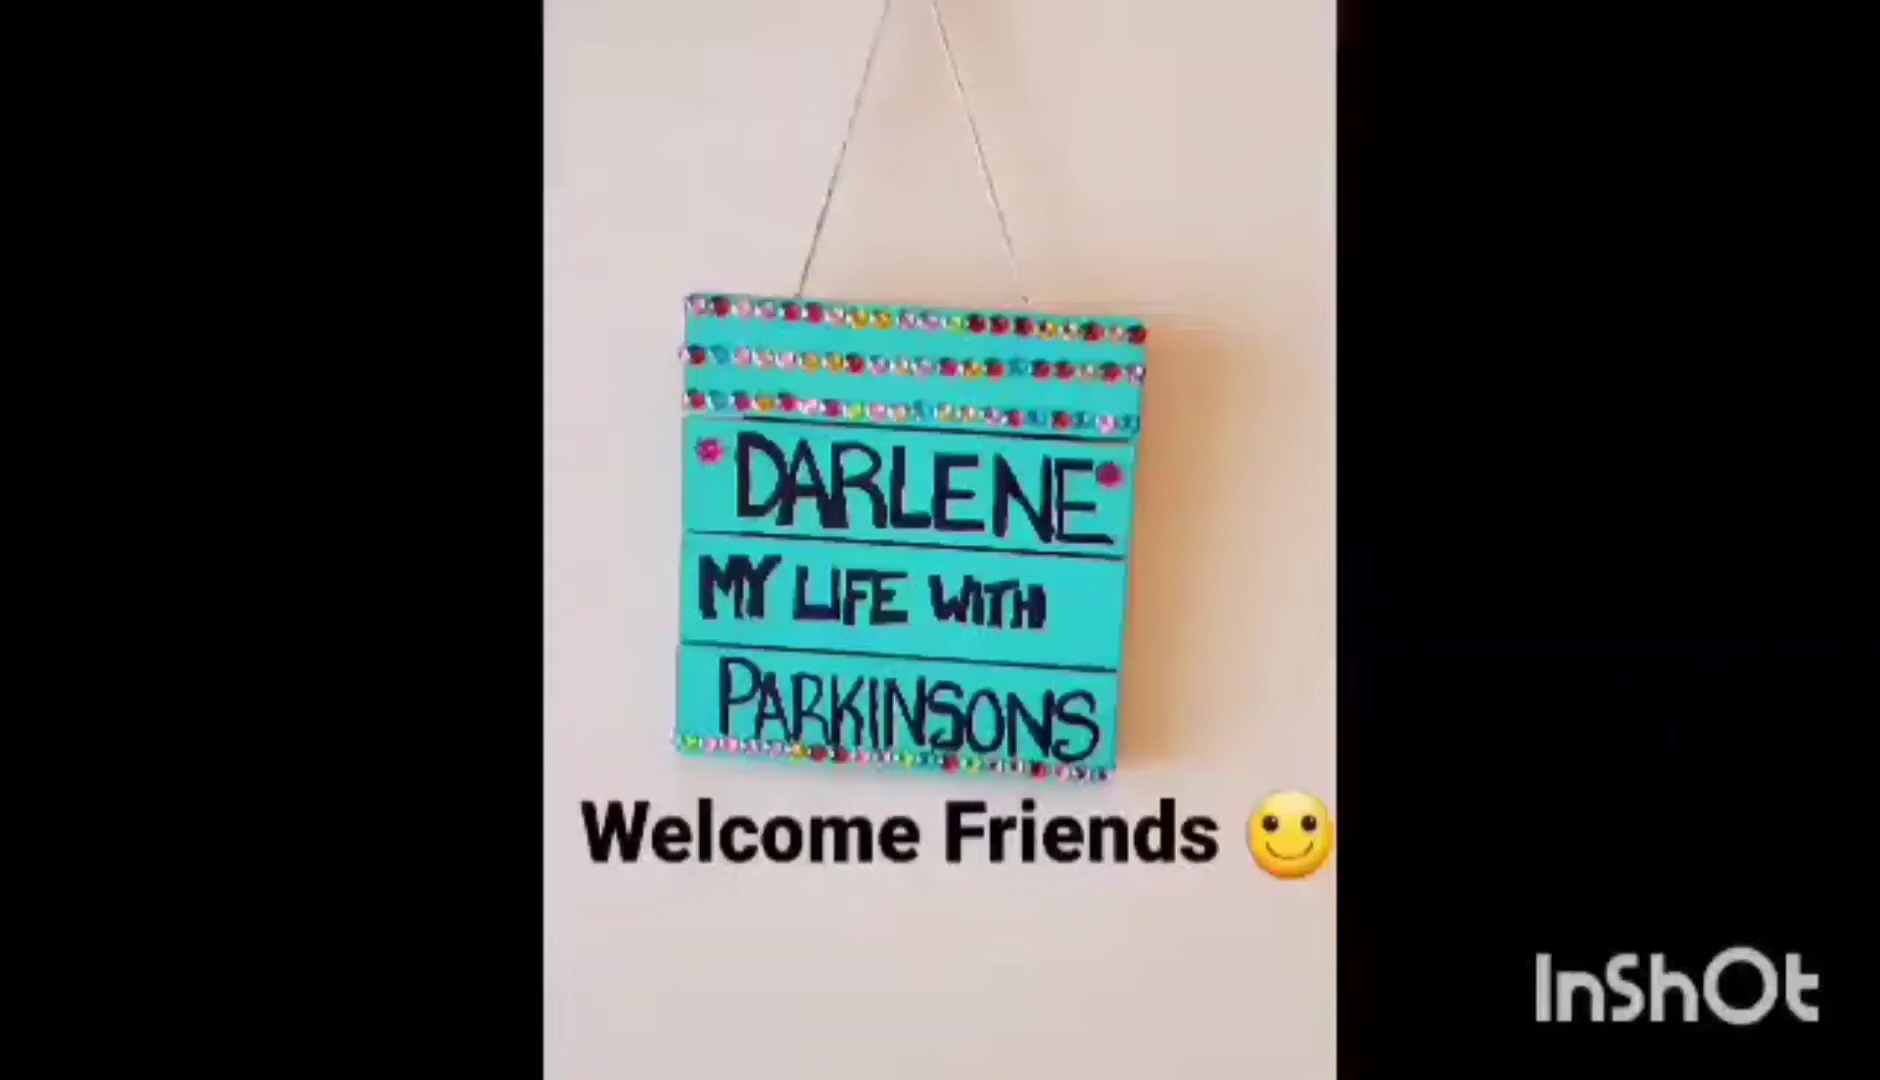 DARLENE
MY LIFE WITH
PARKINSONS
Welcome Friends 🙂
InShOt